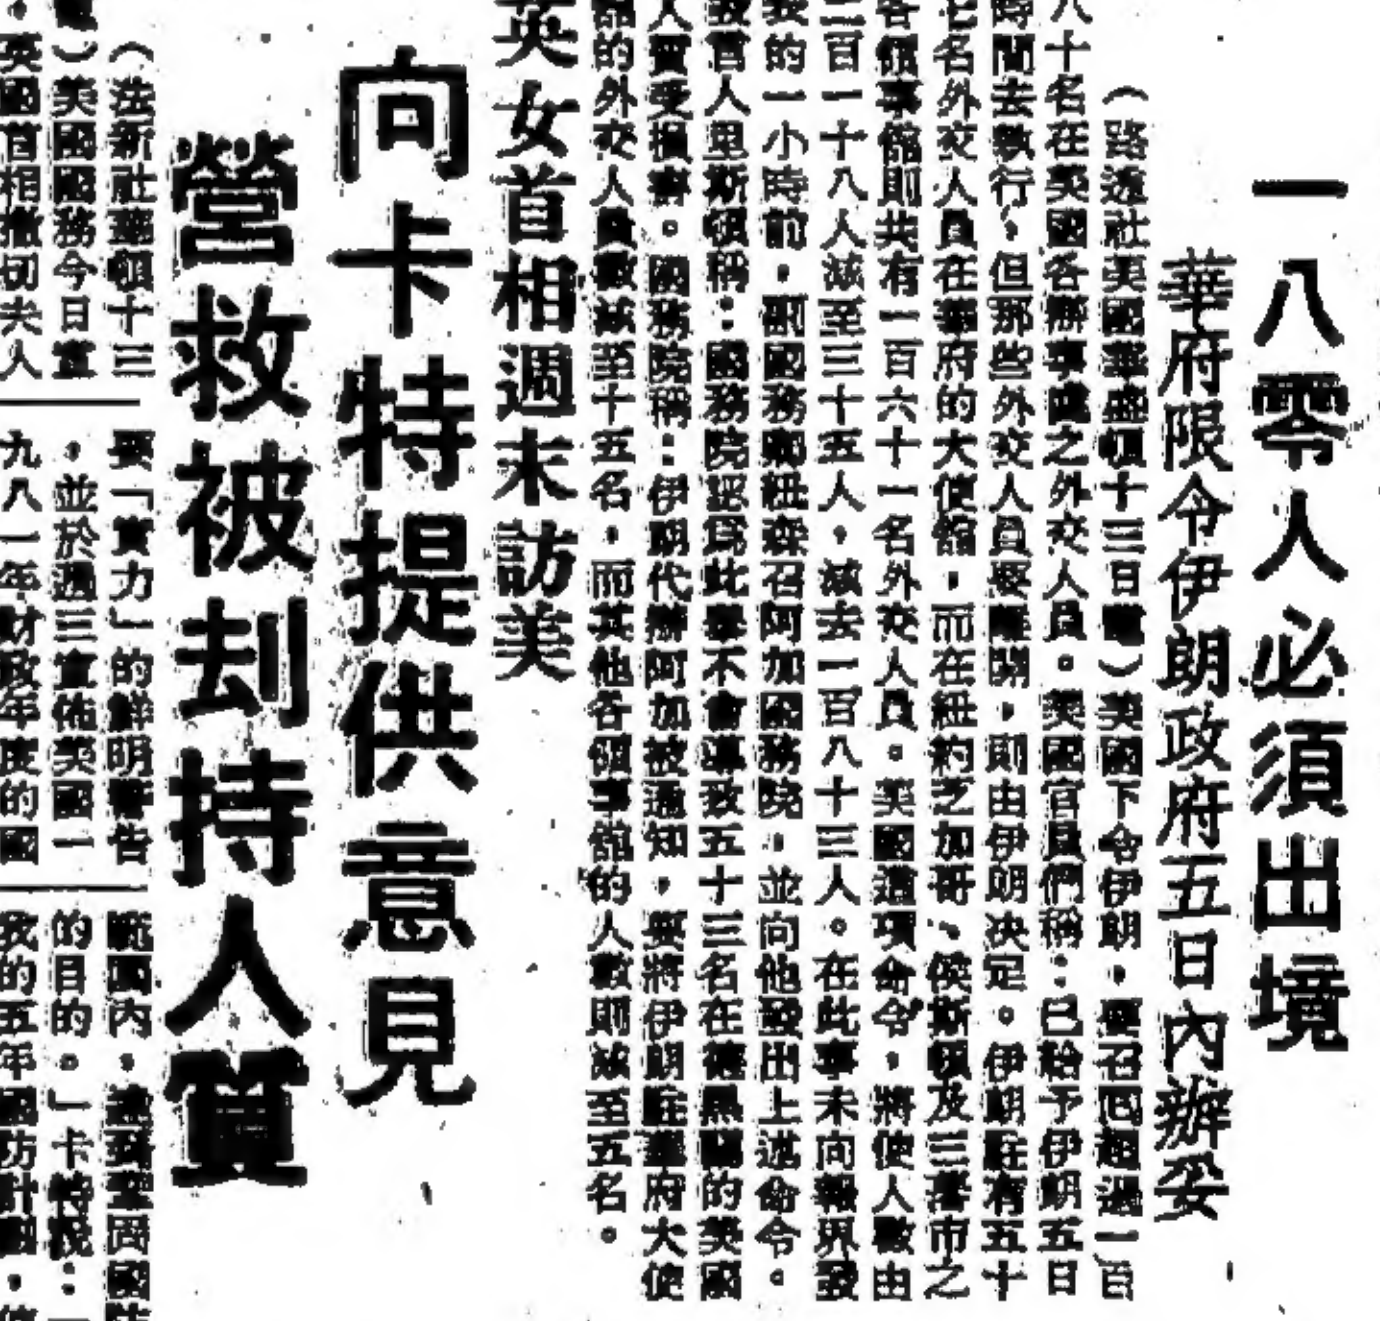 一八零人必須出境
華府限令伊朗政府五日內辦妥
(路透社美國華盛頓十三日電)美國下令伊朗,要召囘超過一百
八十名在美國各辦事處之外交人員。美國官員們稱:已給予伊朗五日
時間去執行,但那些外交人員要離開,則由伊朗決定。伊朗駐有五十
七名外交人員在華府的大使館,而在紐約芝加哥、侯斯頓及三藩市之
各領事館則共有一百六十一名外交人員。美國這項命令,將使人數由
二百一十八人減至三十五人,減去一百八十三人。在此事未向報界發
表的一小時前,副國務卿紐森召阿加國務院,並向他發出上述命令。
發言人里斯頓稱:國務院認爲此舉不會導致五十三名在德黑蘭的美國
人質受損害。國務院稱:伊朗代辦阿加被通知,要將伊朗駐華府大使
館的外交人員數減至十五名,而其他各領事館的人數則減至五名。
英女首相週末訪美
向卡特提供意見
營救被刦持人質
(法新社華頓十三
電)美國國務今日宣
,英國首相撤切夫人
要「實力」的鮮明警告
,並於週三宣佈美國一
九八一年財政年度的國
範圍內,達到鞏固國防
的目的。」卡特說:
我的五年國防計劃,使